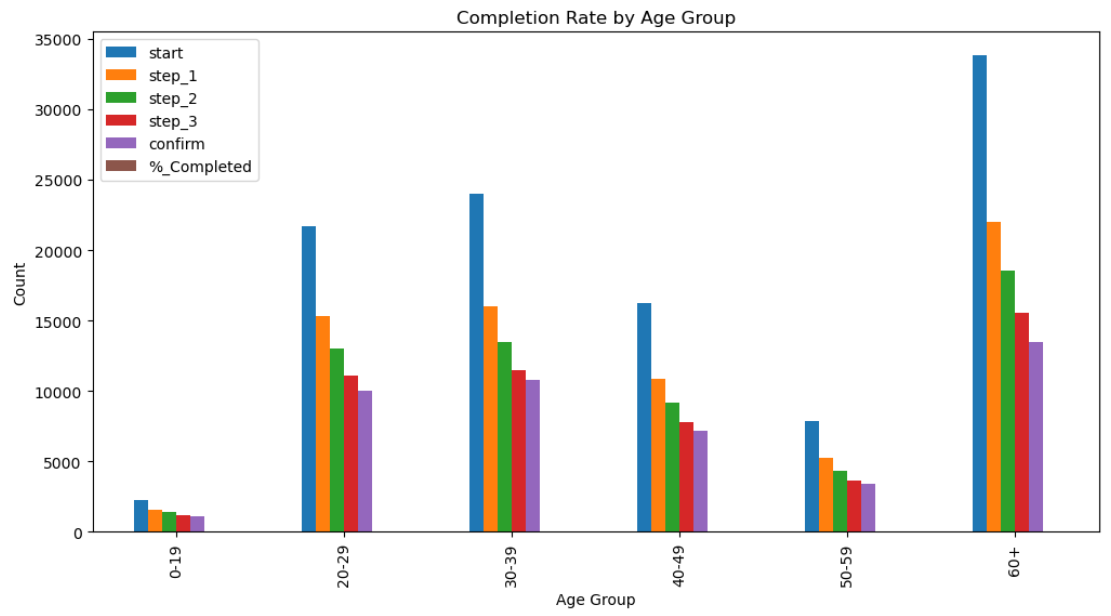 Completion Rate by Age Group
35000
30000
25000
20000
15000
10000
5000
0
Count
start
step_1
step_2
step_3
confirm
%_Completed
0-19
20-29
30-39
40-49
50-59
60+
Age Group